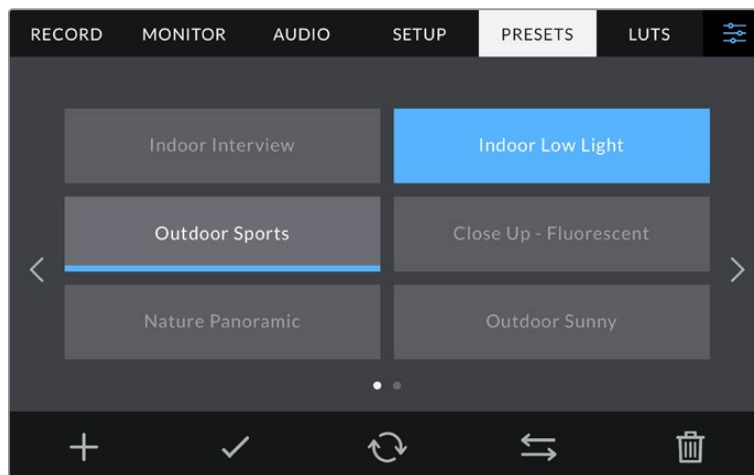 RECORD MONITOR AUDIO SETUP PRESETS LUTS
Indoor Interview Indoor Low Light
Outdoor Sports Close Up - Fluorescent
Nature Panoramic Outdoor Sunny